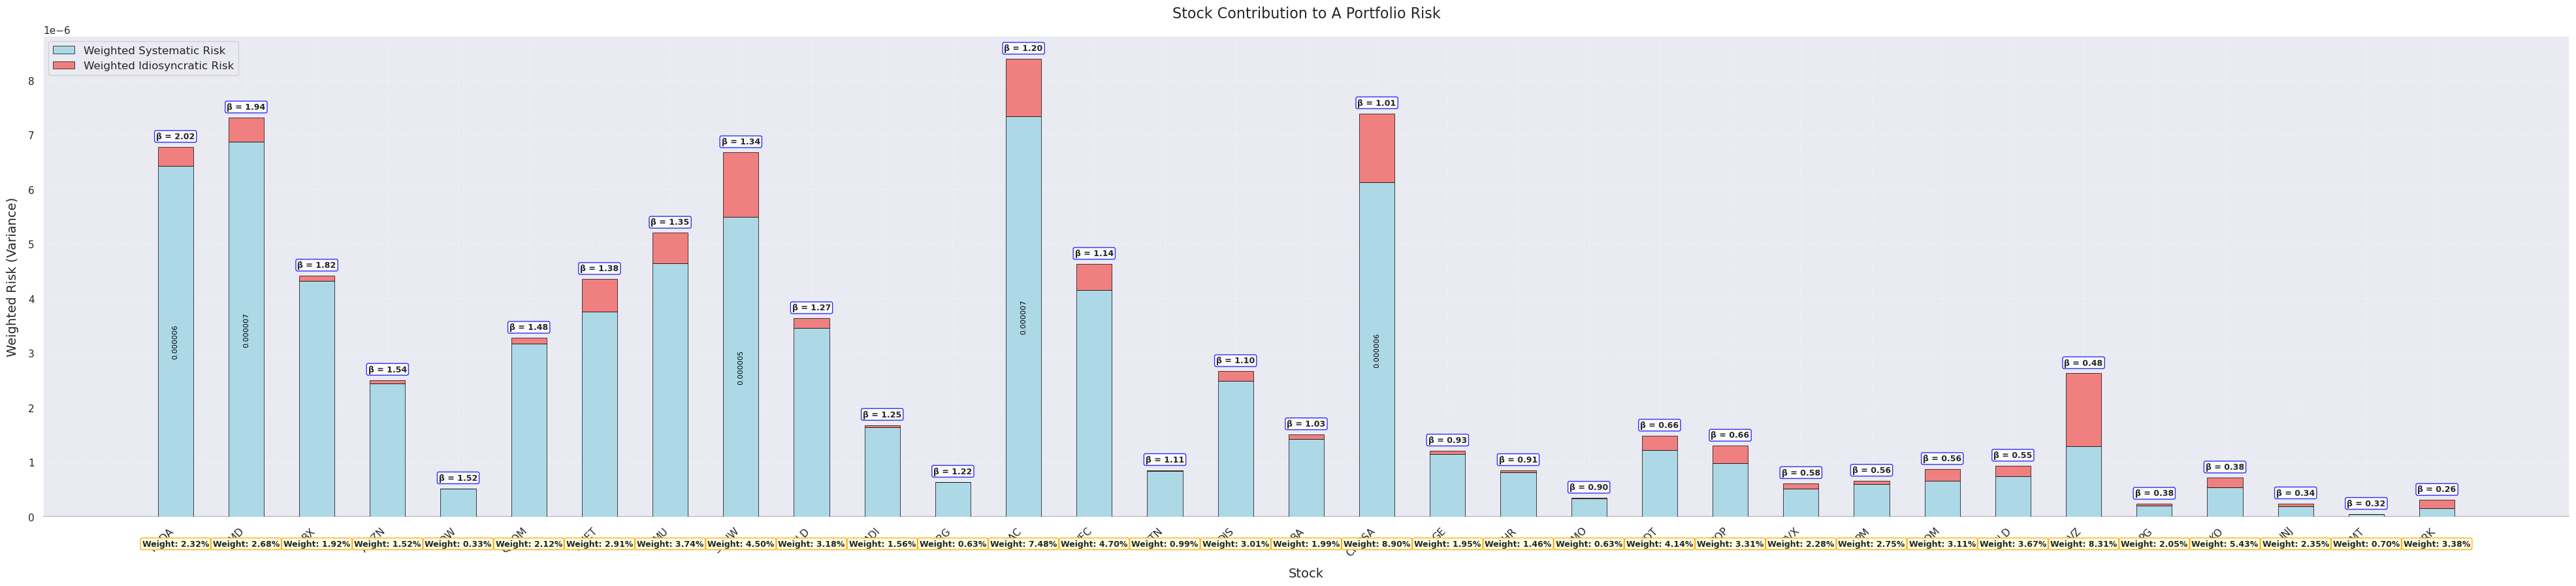 Stock Contribution to A Portfolio Risk
1e−6
Weighted Systematic Risk
Weighted Idiosyncratic Risk
Weighted Risk (Variance)
8
7
6
5
4
3
2
1
0
β = 2.02
β = 1.94
β = 1.82
β = 1.54
β = 1.52
β = 1.48
β = 1.38
β = 1.35
β = 1.34
β = 1.27
β = 1.25
β = 1.22
β = 1.20
β = 1.14
β = 1.11
β = 1.10
β = 1.03
β = 1.01
β = 0.93
β = 0.91
β = 0.90
β = 0.66
β = 0.66
β = 0.58
β = 0.56
β = 0.56
β = 0.55
β = 0.48
β = 0.38
β = 0.38
β = 0.34
β = 0.32
β = 0.26
0.000006
0.000007
0.000005
0.000007
0.000006
Weight: 2.32%
Weight: 2.68%
Weight: 1.92%
Weight: 1.52%
Weight: 0.33%
Weight: 2.12%
Weight: 2.91%
Weight: 3.74%
Weight: 4.50%
Weight: 3.18%
Weight: 1.56%
Weight: 0.63%
Weight: 7.48%
Weight: 4.70%
Weight: 0.99%
Weight: 3.01%
Weight: 1.99%
Weight: 8.90%
Weight: 1.95%
Weight: 1.46%
Weight: 0.63%
Weight: 4.14%
Weight: 3.31%
Weight: 2.28%
Weight: 2.75%
Weight: 3.11%
Weight: 3.67%
Weight: 8.31%
Weight: 2.05%
Weight: 5.43%
Weight: 2.35%
Weight: 0.70%
Weight: 3.38%
Stock